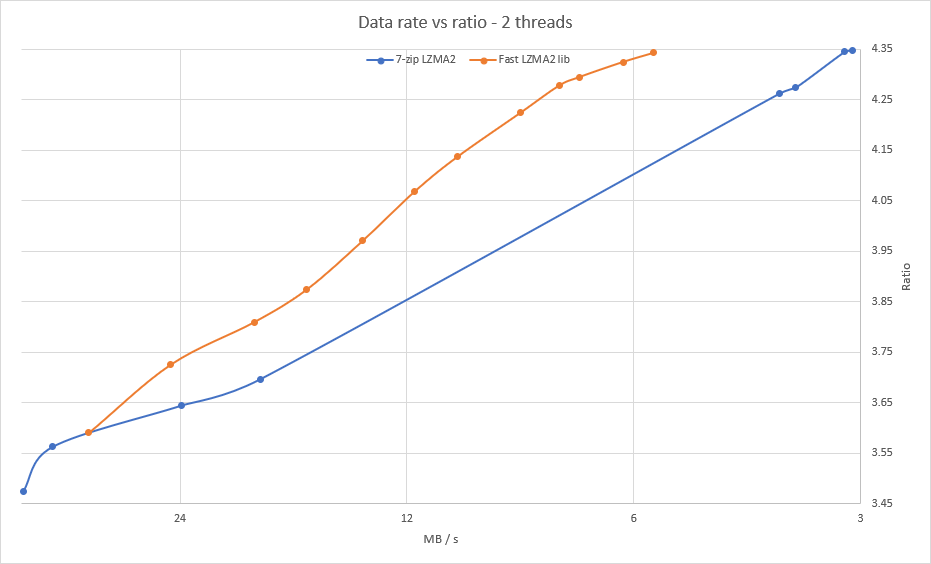 Data rate vs ratio - 2 threads
7-zip LZMA2 Fast LZMA2 lib
4.35
4.25
4.15
4.05
3.95
3.85
3.75
3.65
3.55
3.45
Ratio
24 12 6 3
MB / s